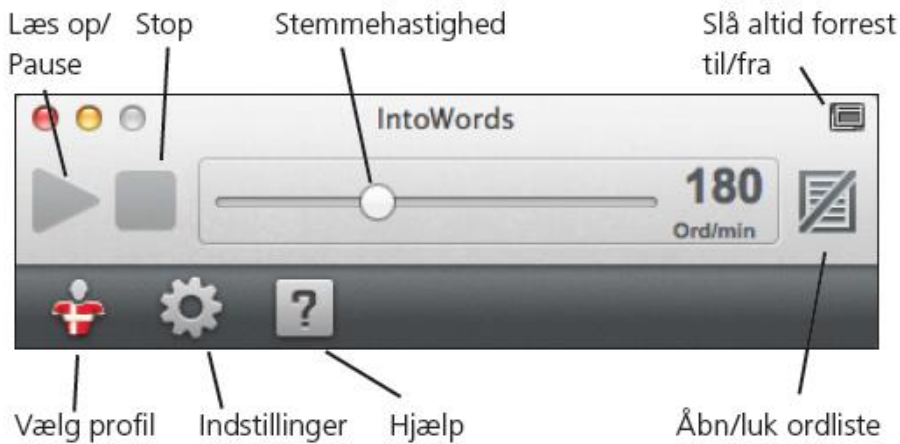 Læs op/ Stop Stemmehastighed Slå altid forrest
Pause til/fra
IntoWords
180
Ord/min
?
Vælg profil Indstillinger Hjælp Åbn/luk ordliste